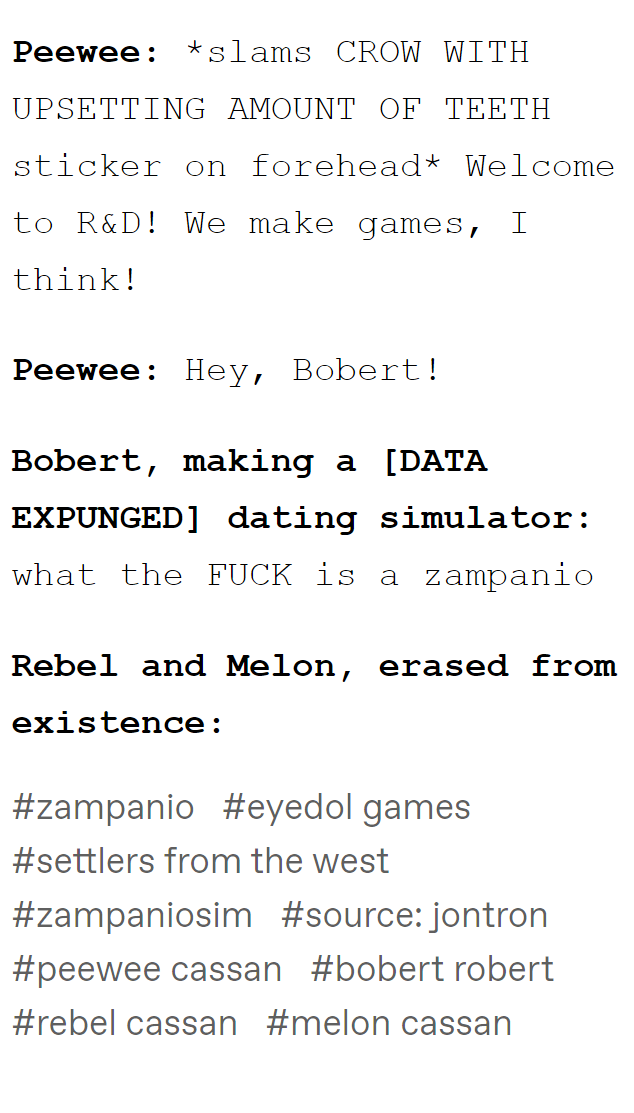 Peewee: *slams CROW WITH
UPSETTING AMOUNT OF TEETH
sticker on forehead* Welcome
to R&D! We make games, I
think!
Peewee: Hey, Bobert!
Bobert, making a [DATA
EXPUNGED] dating simulator:
what the FUCK is a zampanio
Rebel and Melon, erased from
existence:
#zampanio #eyedol games
#settlers from the west
#zampaniosim #source: jontron
#peewee cassan #bobert robert
#rebel cassan #melon cassan